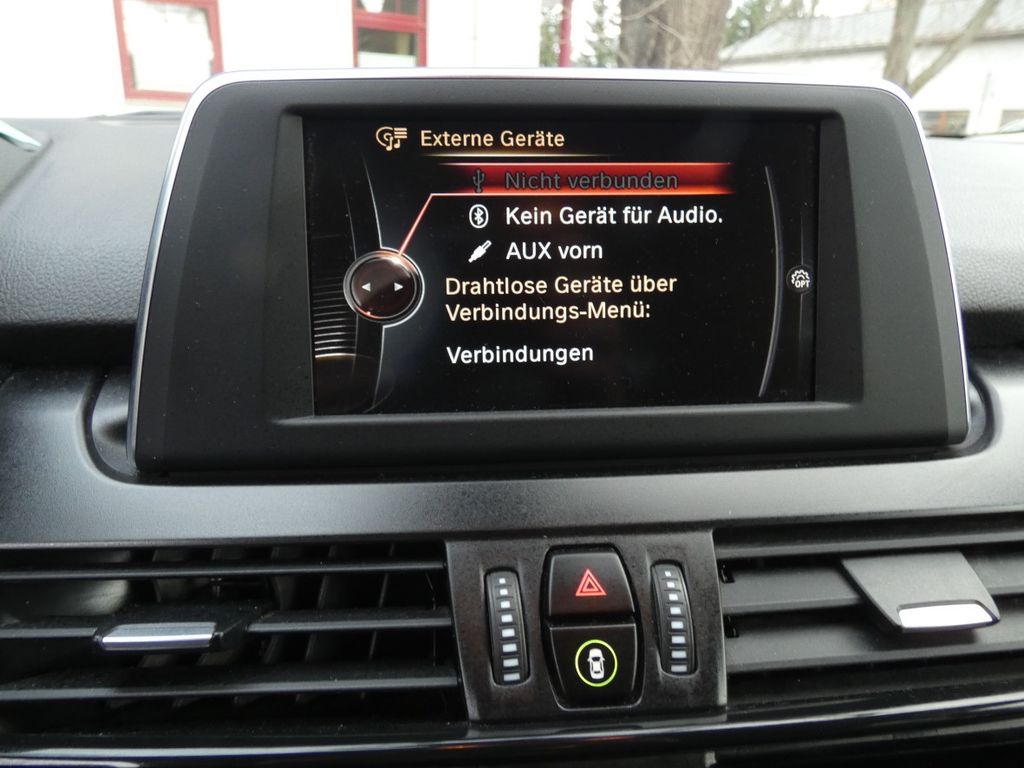 Externe Geräte
Nicht verbunden
Kein Gerät für Audio.
AUX vorn
Drahtlose Geräte über
Verbindungs-Menü:
Verbindungen
OPT